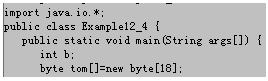 import java.io.*;
public class Example12_4 {
    public static void main(String args[]) {
        int b;
        byte tom[]=new byte[18];